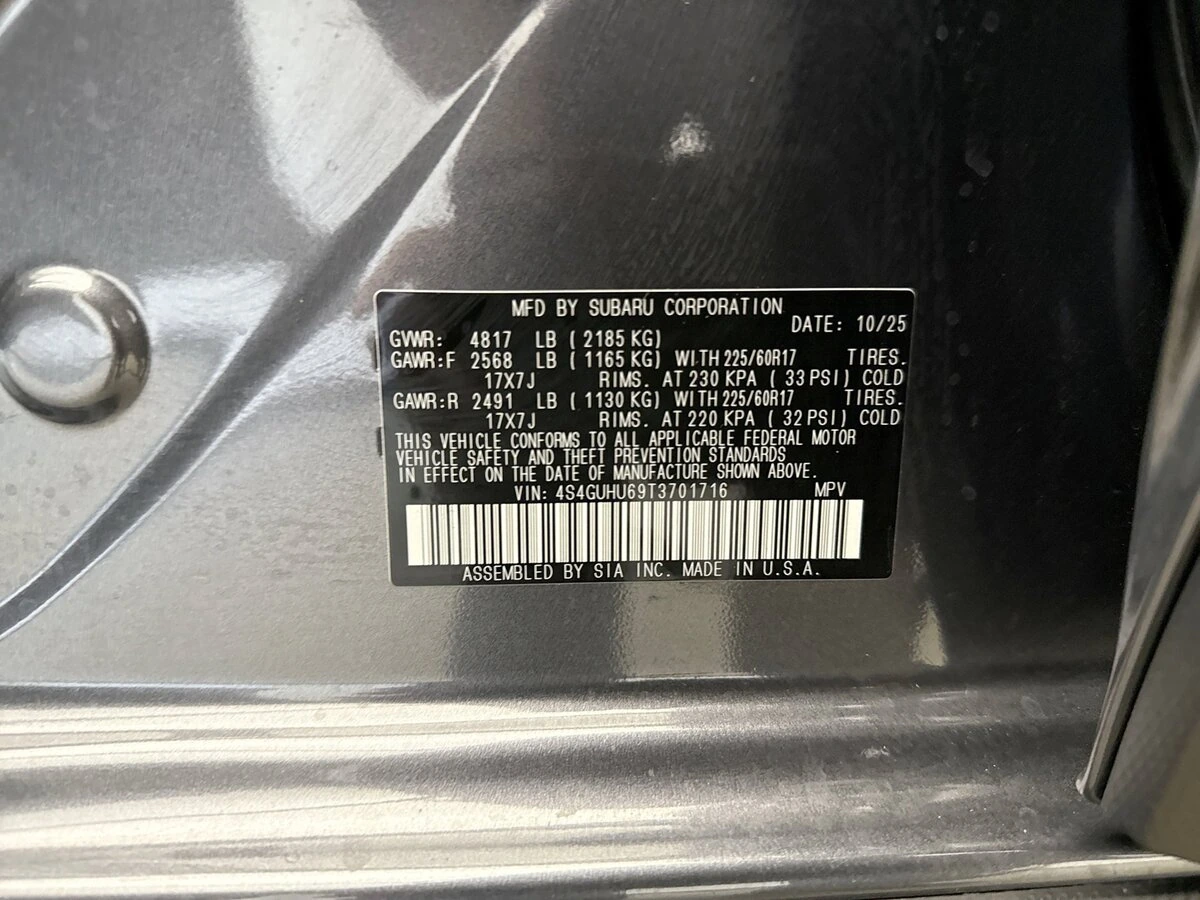 MFD BY SUBARU CORPORATION
DATE: 10/25
GVWR: 4817 LB ( 2185 KG)
GAWR:F 2568 LB ( 1165 KG) WITH 225/60R17 TIRES.
17X7J RIMS. AT 230 KPA ( 33 PSI) COLD
GAWR:R 2491 LB ( 1130 KG) WITH 225/60R17 TIRES.
17X7J RIMS. AT 220 KPA ( 32 PSI) COLD
THIS VEHICLE CONFORMS TO ALL APPLICABLE FEDERAL MOTOR
VEHICLE SAFETY AND THEFT PREVENTION STANDARDS
IN EFFECT ON THE DATE OF MANUFACTURE SHOWN ABOVE.
VIN: 4S4GUHU69T3701716 MPV
ASSEMBLED BY SIA INC. MADE IN U.S.A.